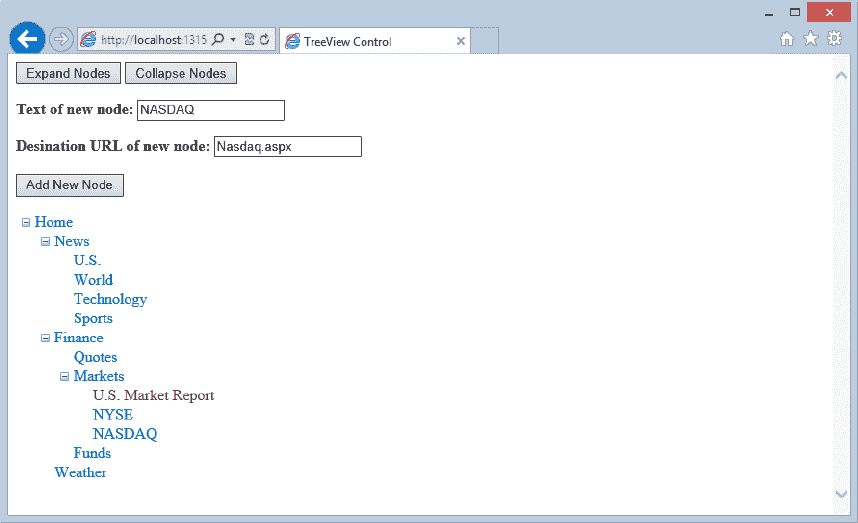 http://localhost:1315
TreeView Control
Expand Nodes Collapse Nodes
Text of new node: NASDAQ
Desination URL of new node: Nasdaq.aspx
Add New Node
Home
News
U.S.
World
Technology
Sports
Finance
Quotes
Markets
U.S. Market Report
NYSE
NASDAQ
Funds
Weather